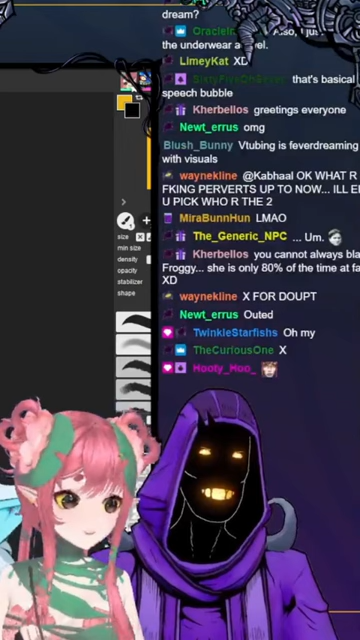 dream?
the underwear
LimeyKat XD
that's basical
speech bubble
Kherbellos greetings everyone
Newt_errus omg
Blush_Bunny Vtubing is feverdreaming
with visuals
waynekline @Kabhaal OK WHAT R
FKING PERVERTS UP TO NOW... ILL E
U PICK WHO R THE 2
MiraBunnHun LMAO
The_Generic_NPC ... Um.
Kherbellos you cannot always bla
Froggy... she is only 80% of the time at fa
XD
waynekline X FOR DOUPT
Newt_errus Outed
TwinkleStarfishs Oh my
TheCuriousOne X
Hooty_Hoo_
size
min size
density
opacity
stabilizer
shape